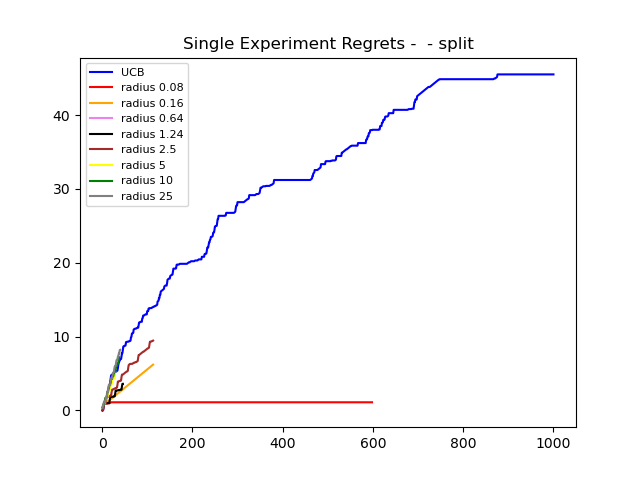 Single Experiment Regrets -  - split
UCB
radius 0.08
radius 0.16
radius 0.64
radius 1.24
radius 2.5
radius 5
radius 10
radius 25
40
30
20
10
0
0 200 400 600 800 1000